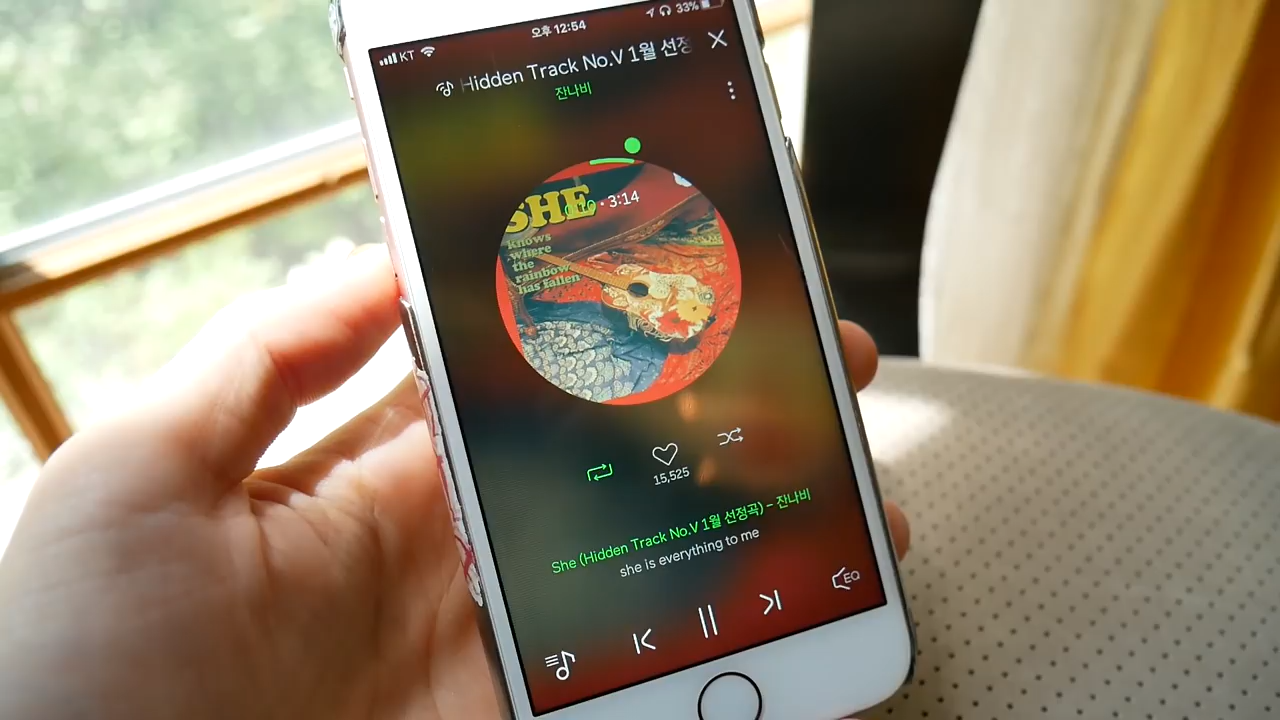 KT 오후 12:54 33%
Hidden Track No.V 1월 선정
잔나비
3:14
SHE
knows
where
the
rainbow
has fallen
15,525
She (Hidden Track No.V 1월 선정곡) - 잔나비
she is everything to me
EQ